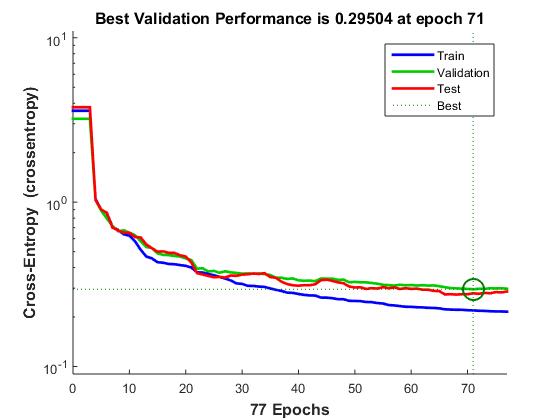 Best Validation Performance is 0.29504 at epoch 71
Cross-Entropy (crossentropy)
10^1
10^0
10^-1
Train
Validation
Test
Best
0 10 20 30 40 50 60 70
77 Epochs